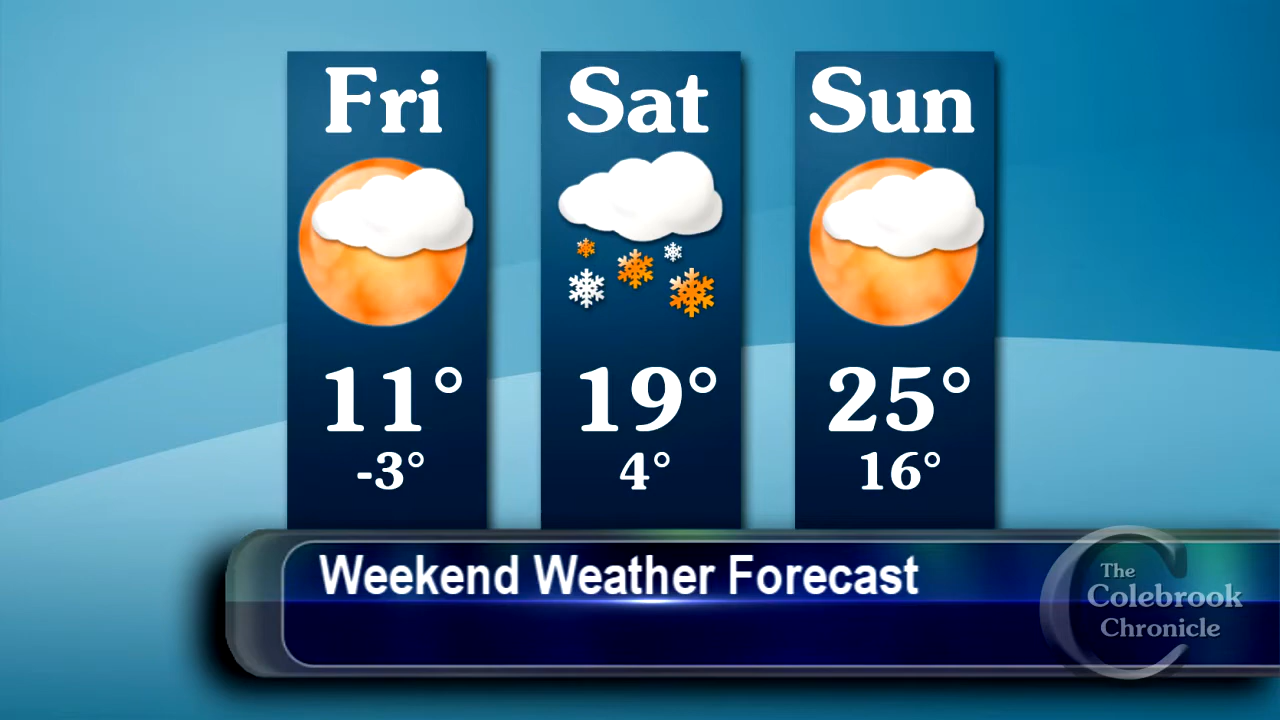 Fri
Sat
Sun
11°
19°
25°
-3°
4°
16°
Weekend Weather Forecast
The
Colebrook
Chronicle